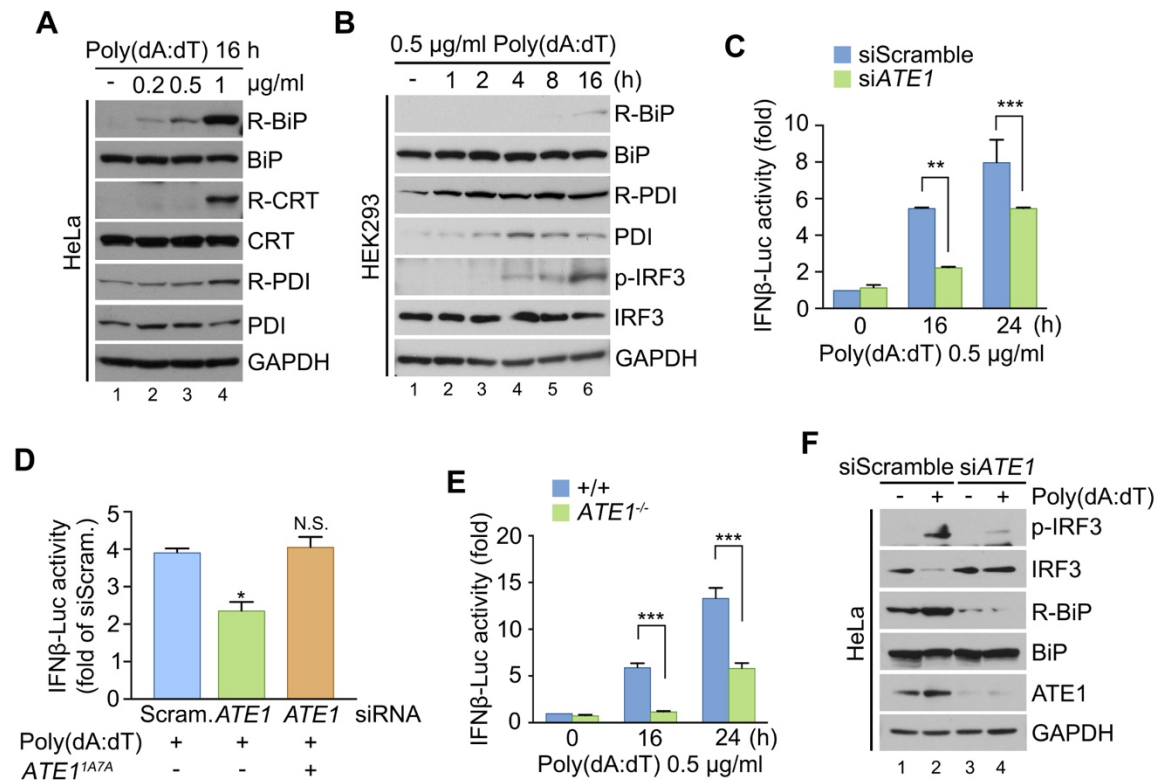 A
Poly(dA:dT) 16 h
- 0.2 0.5 1 μg/ml
HeLa
R-BiP
BiP
R-CRT
CRT
R-PDI
PDI
GAPDH
1 2 3 4
B
0.5 μg/ml Poly(dA:dT)
- 1 2 4 8 16 (h)
HEK293
R-BiP
BiP
R-PDI
PDI
p-IRF3
IRF3
GAPDH
1 2 3 4 5 6
C
siScramble
siATE1
IFNβ-Luc activity (fold)
10
8
6
4
2
0
**
***
0 16 24 (h)
Poly(dA:dT) 0.5 μg/ml
D
IFNβ-Luc activity
(fold of siScram.)
5
4
3
2
1
0
*
N.S.
Scram. ATE1 ATE1 siRNA
Poly(dA:dT) + + +
ATE1 1A7A - - +
E
+/+
ATE1-/-
IFNβ-Luc activity (fold)
20
15
10
5
0
***
***
0 16 24 (h)
Poly(dA:dT) 0.5 μg/ml
F
siScramble siATE1
- + - + Poly(dA:dT)
HeLa
p-IRF3
IRF3
R-BiP
BiP
ATE1
GAPDH
1 2 3 4